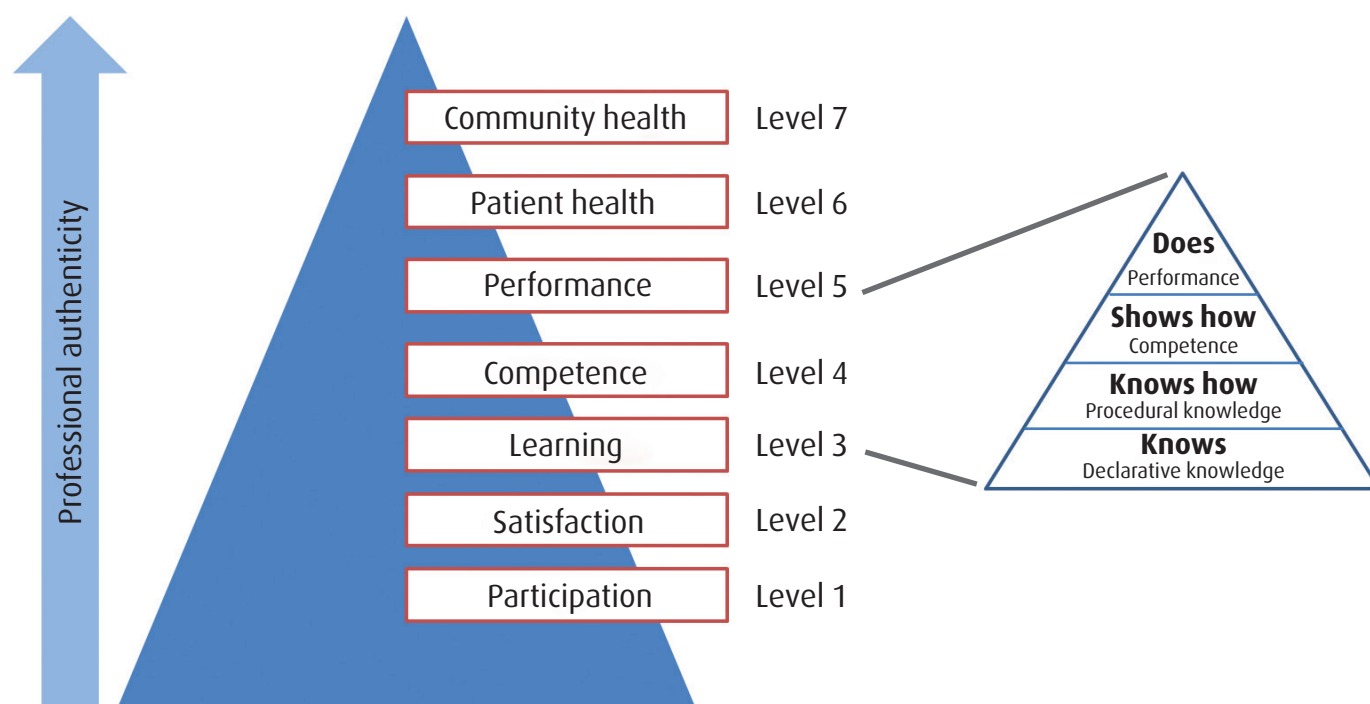 Professional authenticity
Community health Level 7
Patient health Level 6
Performance Level 5
Competence Level 4
Learning Level 3
Satisfaction Level 2
Participation Level 1
Does
Performance
Shows how
Competence
Knows how
Procedural knowledge
Knows
Declarative knowledge